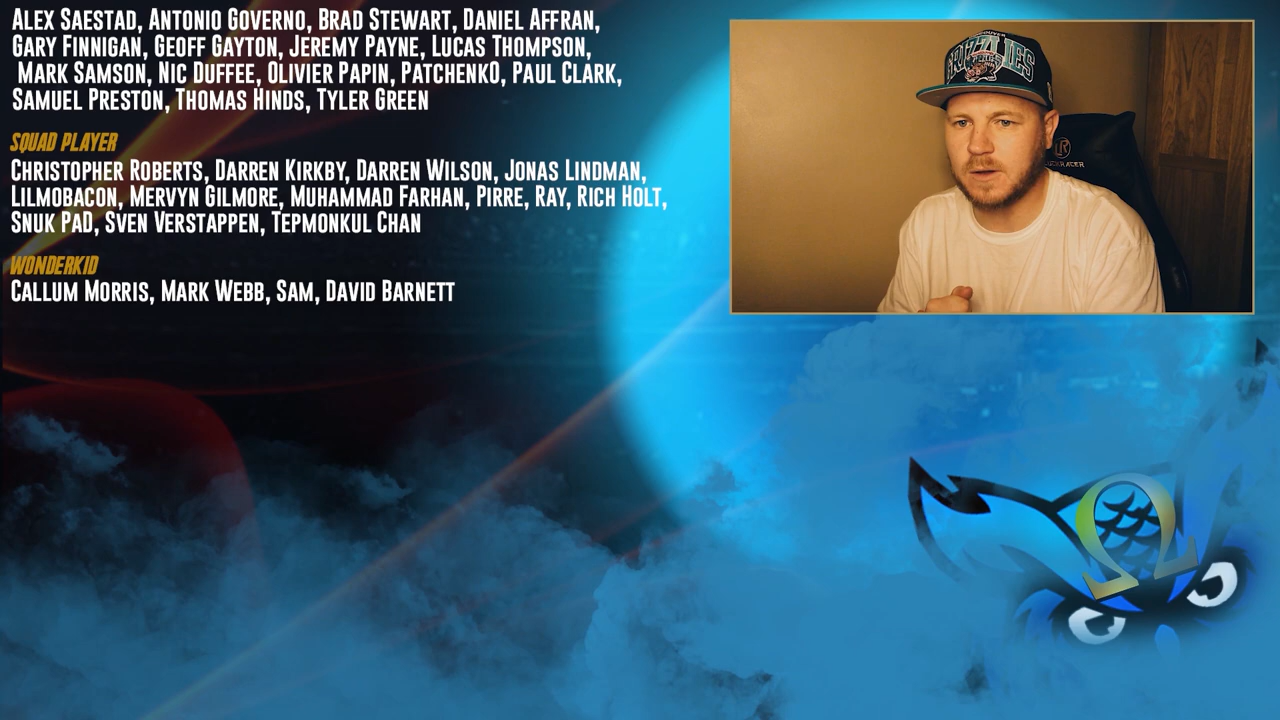 Alex Saestad, Antonio Governo, Brad Stewart, Daniel Affran,
Gary Finnigan, Geoff Gayton, Jeremy Payne, Lucas Thompson,
Mark Samson, Nic Duffee, Olivier Papin, Patchenk0, Paul Clark,
Samuel Preston, Thomas Hinds, Tyler Green
Squad Player
Christopher Roberts, Darren Kirkby, Darren Wilson, Jonas Lindman,
Lilmobacon, Mervyn Gilmore, Muhammad Farhan, Pirre, Ray, Rich Holt,
Snuk PaD, Sven Verstappen, Tepmonkul Chan
Wonderkid
Callum Morris, Mark Webb, Sam, David Barnett
VANCOUVER
GRIZZLIES
Ω